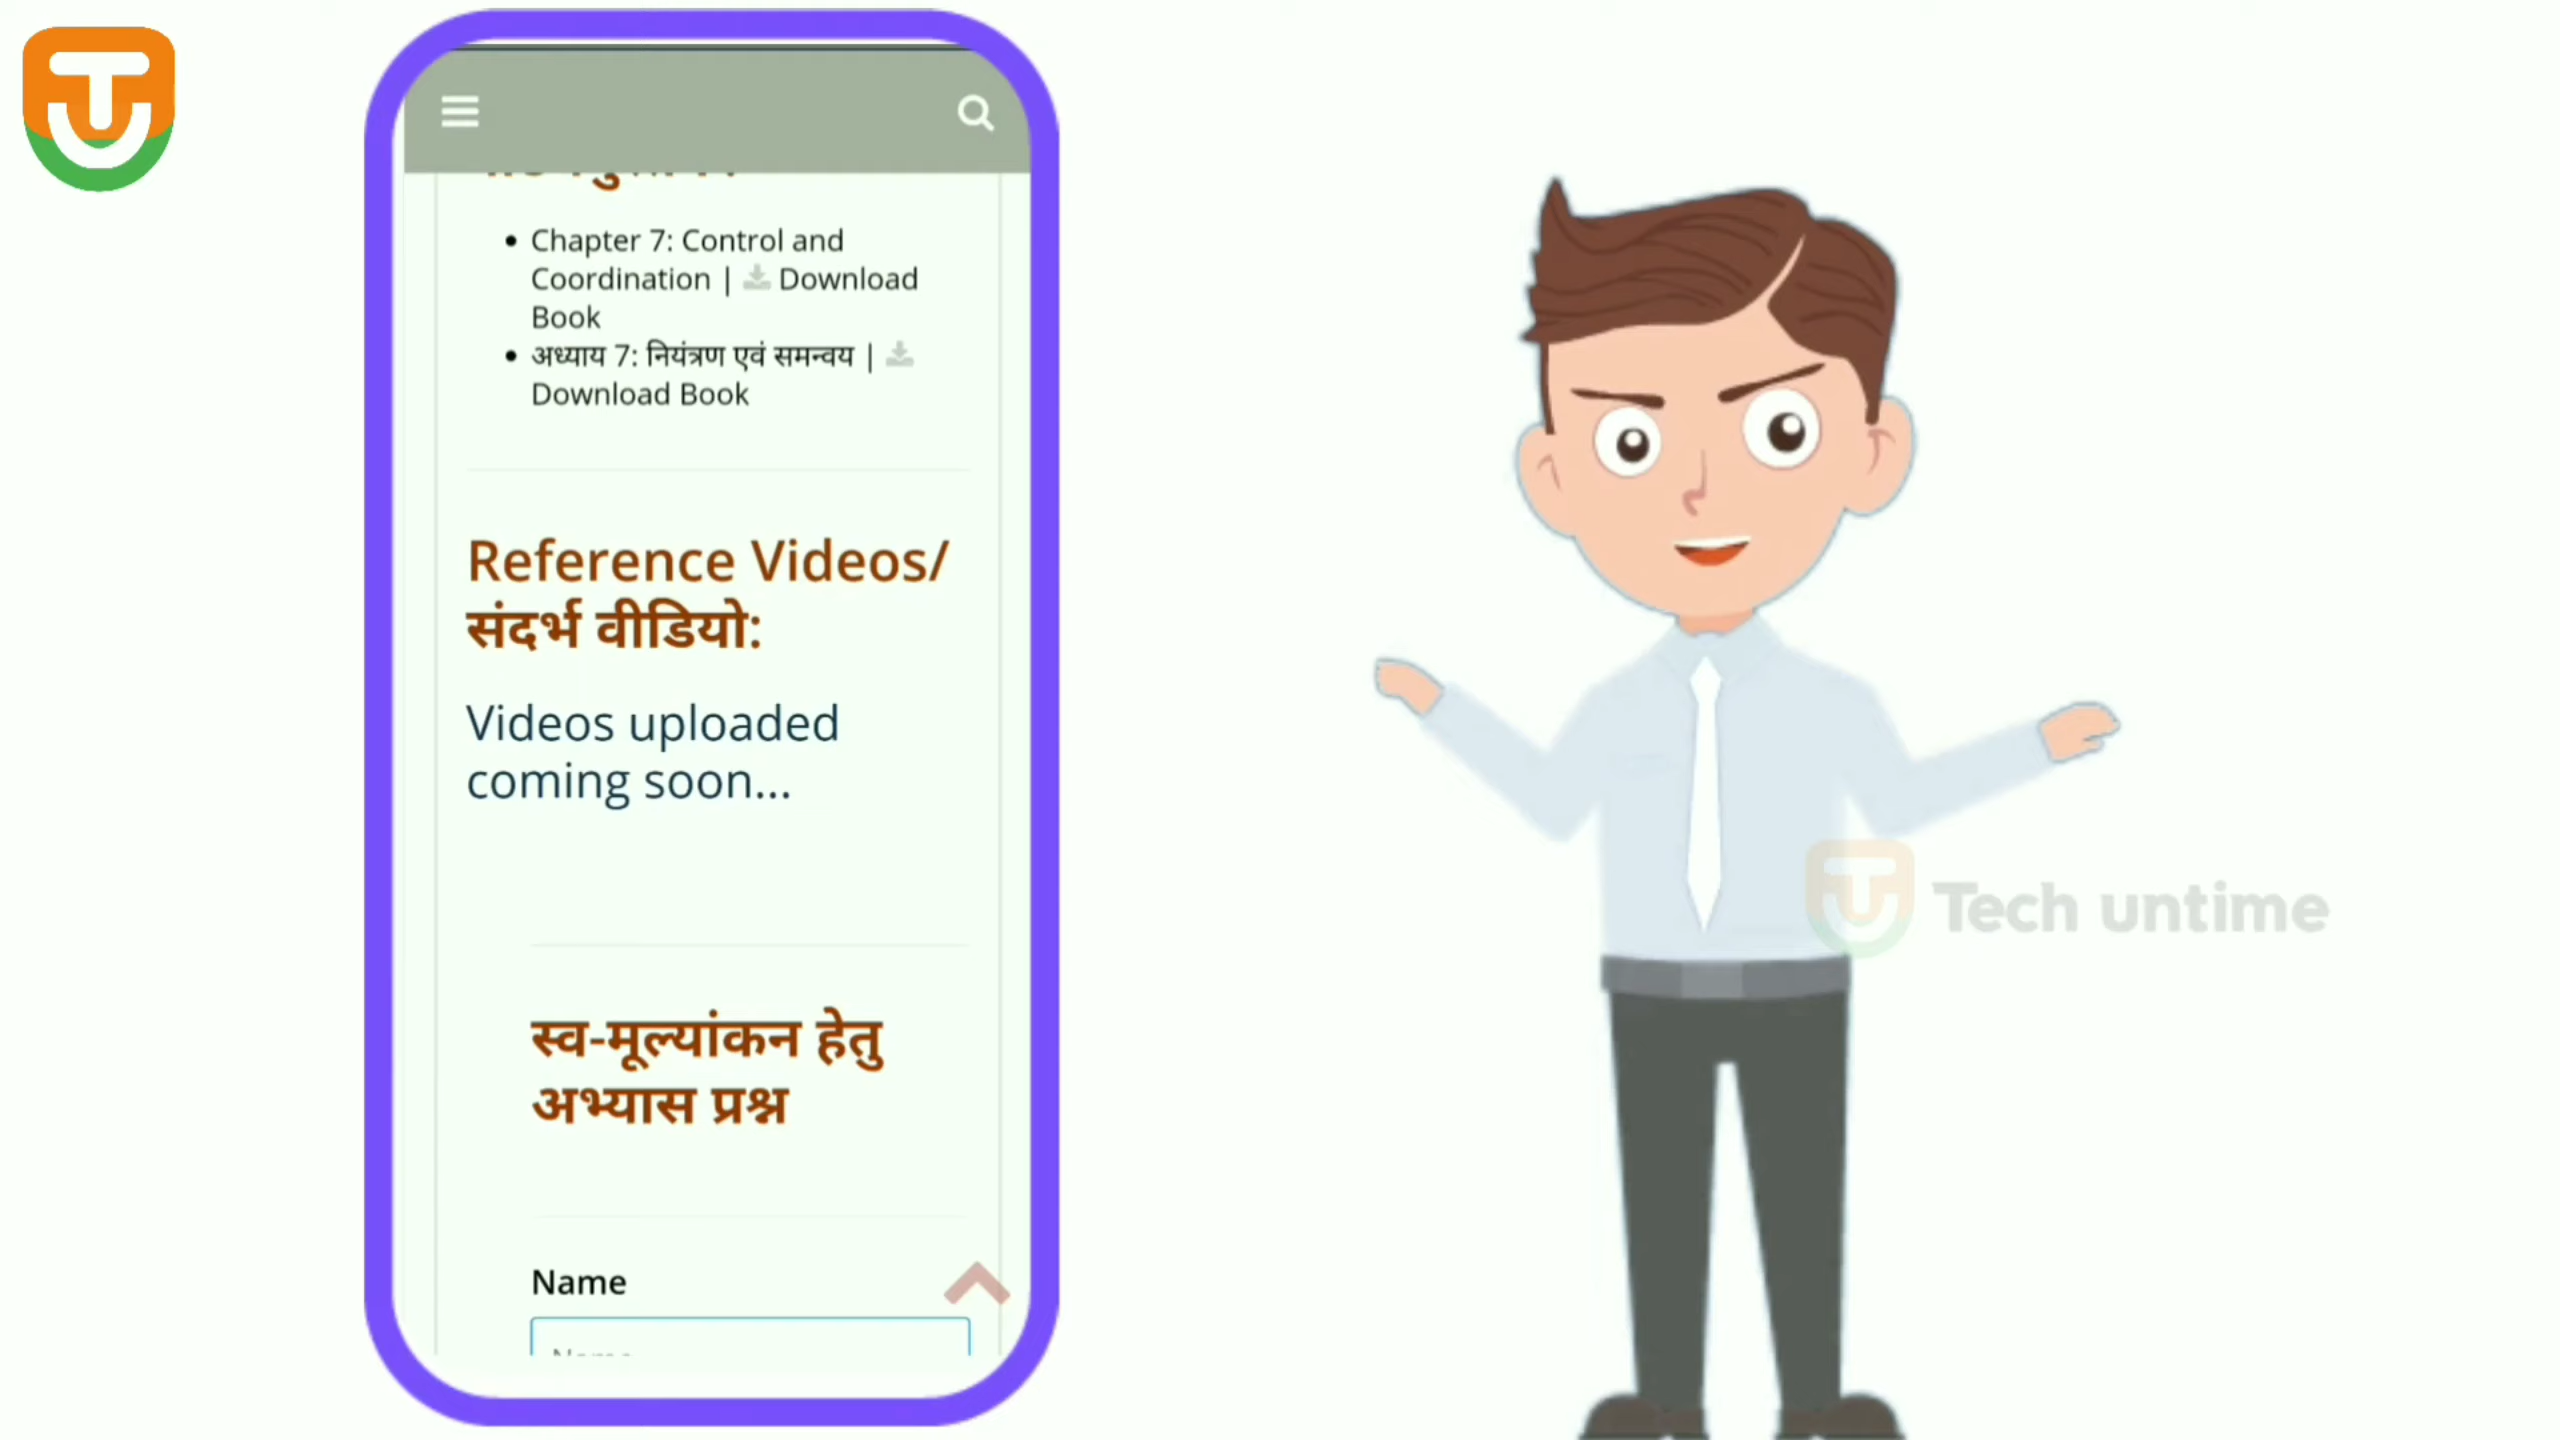 Chapter 7: Control and
Coordination | Download
Book
अध्याय 7: नियंत्रण एवं समन्वय |
Download Book
Reference Videos/
संदर्भ वीडियो:
Videos uploaded
coming soon...
स्व-मूल्यांकन हेतु
अभ्यास प्रश्न
Name
Tech untime